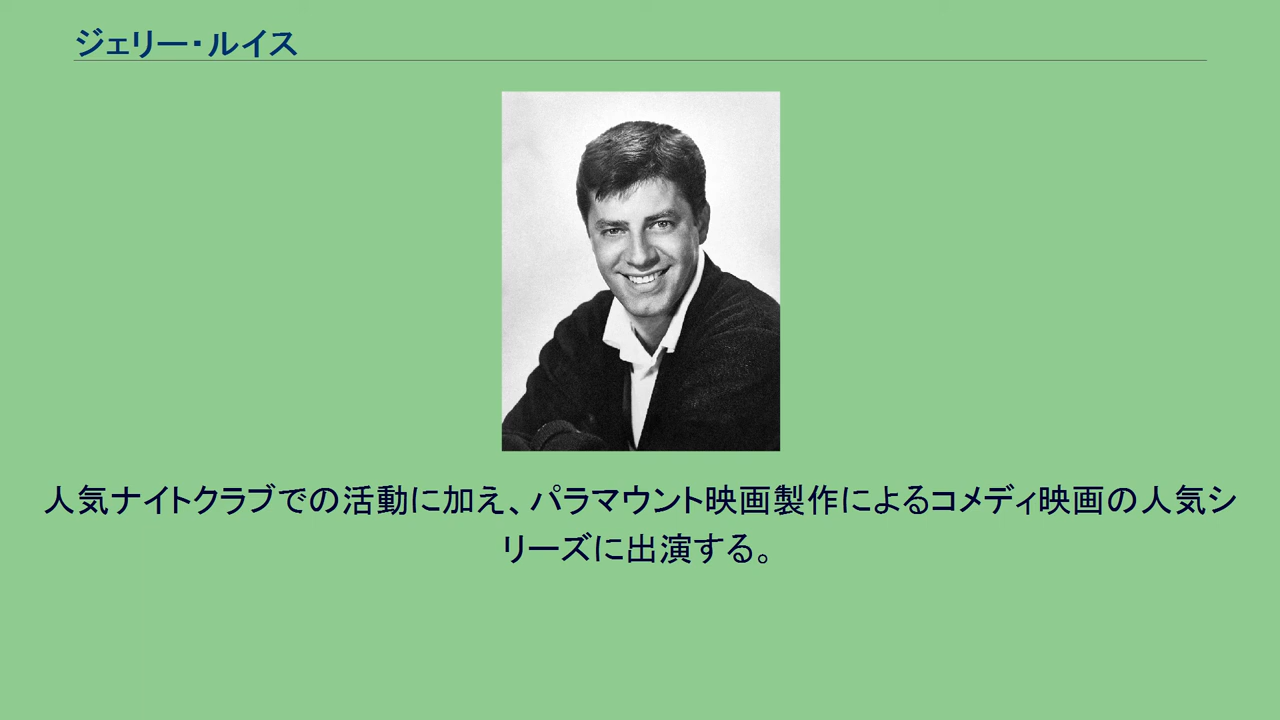 ジェリー・ルイス
人気ナイトクラブでの活動に加え、パラマウント映画製作によるコメディ映画の人気シ
リーズに出演する。